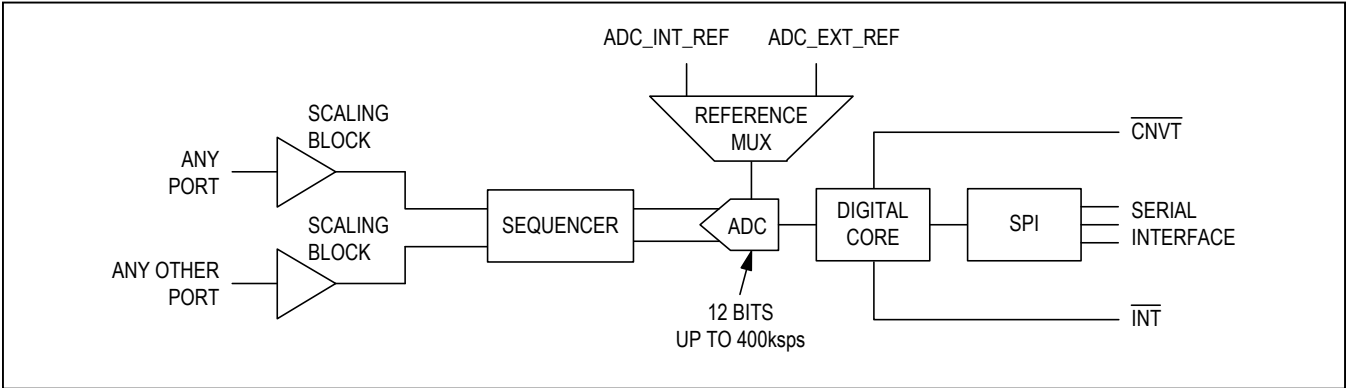 ADC_INT_REF
ADC_EXT_REF
REFERENCE
MUX
SCALING
BLOCK
ANY
PORT
SCALING
BLOCK
ANY OTHER
PORT
SEQUENCER
ADC
12 BITS
UP TO 400ksps
DIGITAL
CORE
SPI
CNVT
SERIAL
INTERFACE
INT